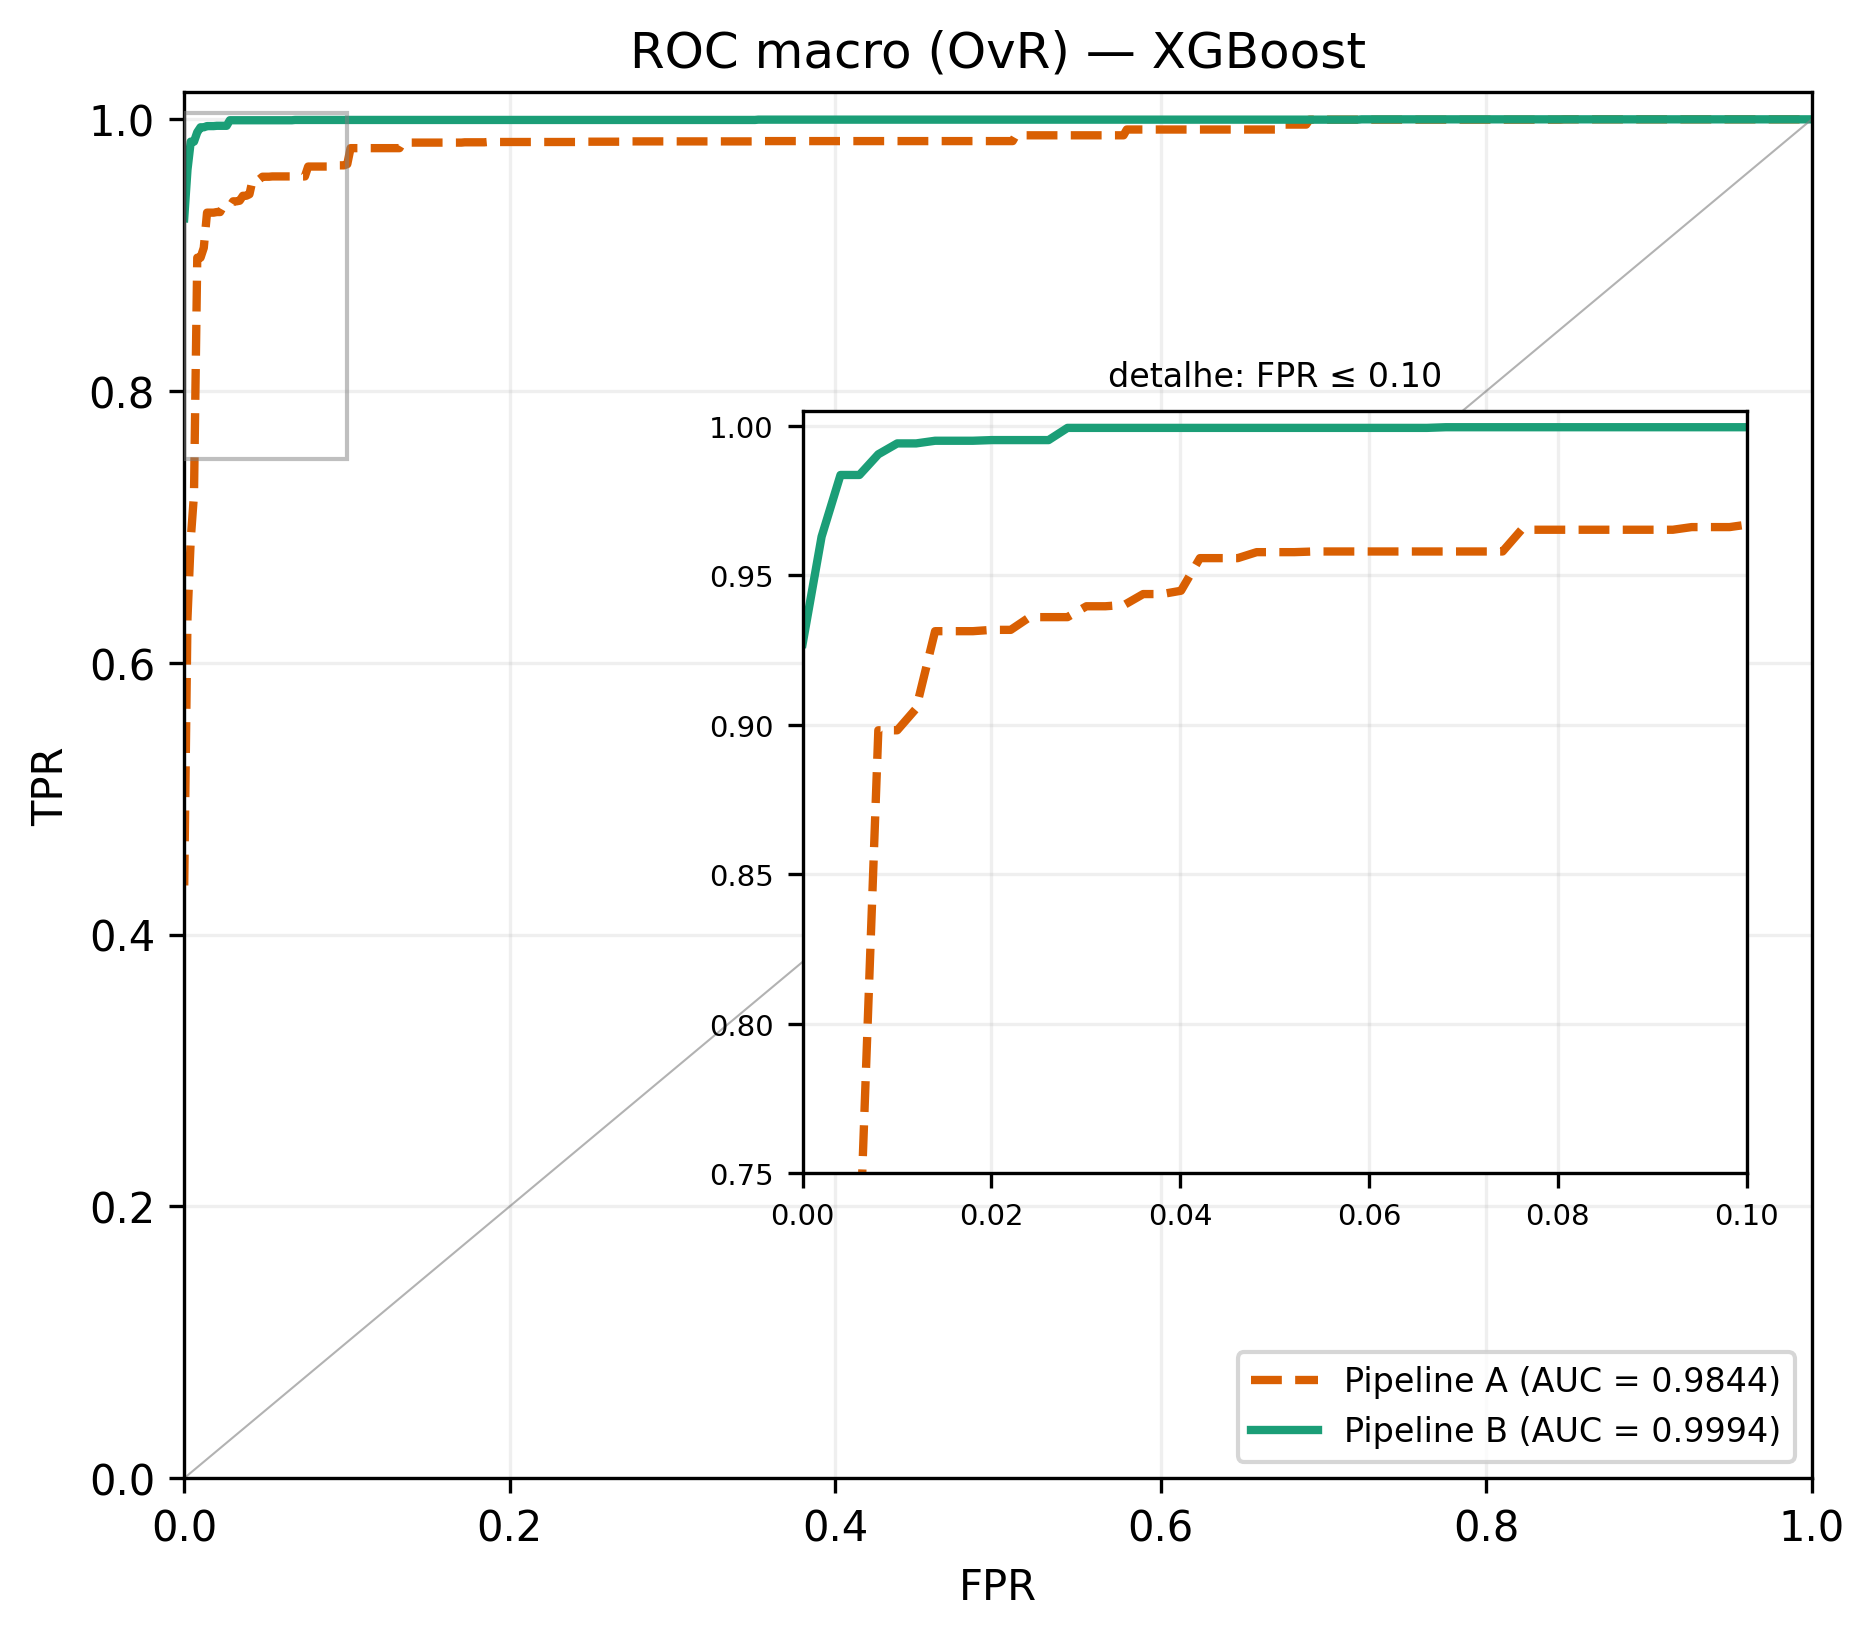 ROC macro (OvR) — XGBoost
1.0
0.8
0.6
0.4
0.2
0.0
TPR
detalhe: FPR ≤ 0.10
1.00
0.95
0.90
0.85
0.80
0.75
0.00 0.02 0.04 0.06 0.08 0.10
Pipeline A (AUC = 0.9844)
Pipeline B (AUC = 0.9994)
0.0 0.2 0.4 0.6 0.8 1.0
FPR